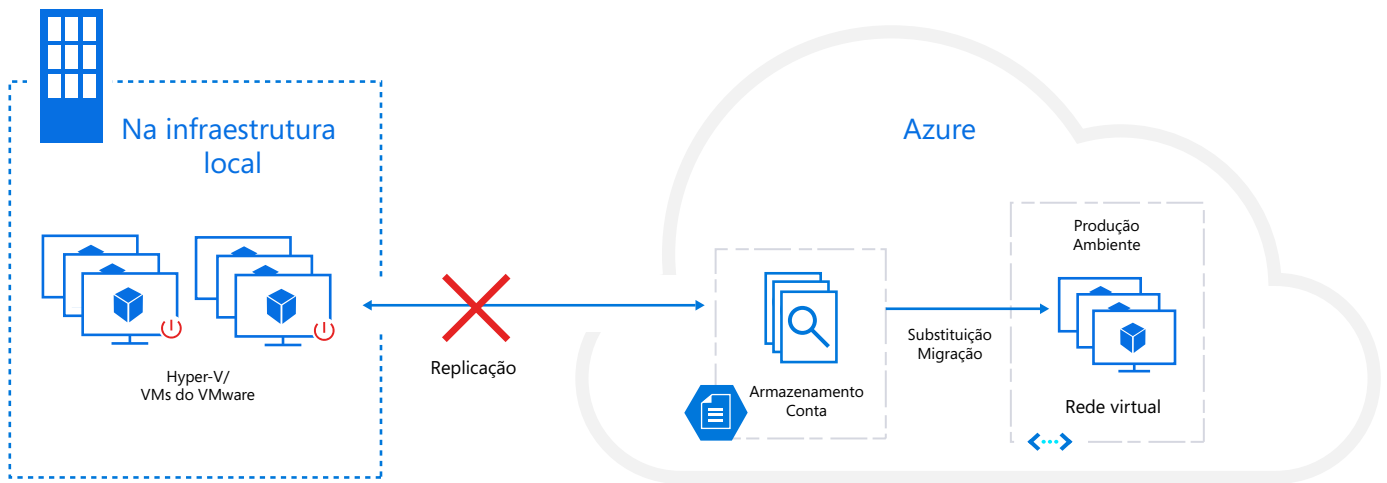 Na infraestrutura
local
Hyper-V/
VMs do VMware
Replicação
Azure
Armazenamento
Conta
Substituição
Migração
Produção
Ambiente
Rede virtual